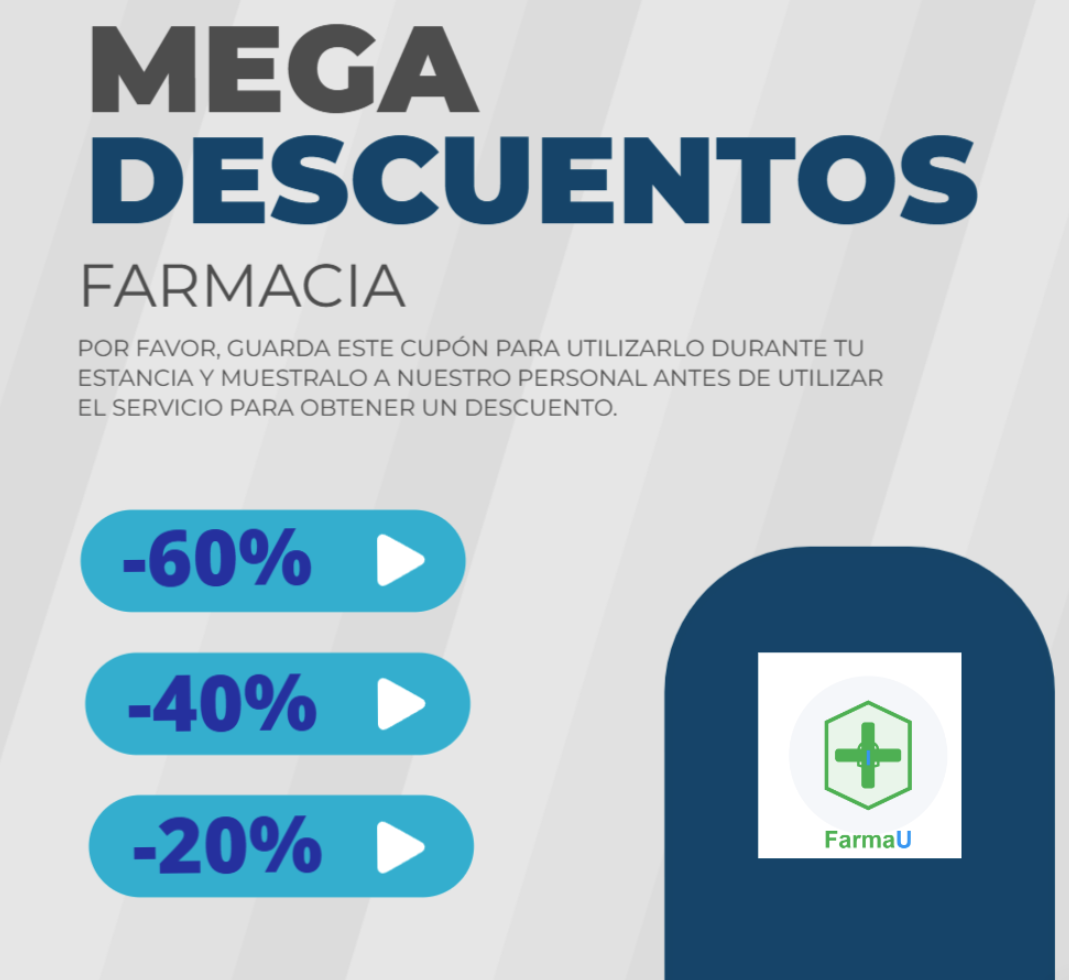 MEGA
DESCUENTOS
FARMACIA
POR FAVOR, GUARDA ESTE CUPÓN PARA UTILIZARLO DURANTE TU
ESTANCIA Y MUESTRALO A NUESTRO PERSONAL ANTES DE UTILIZAR
EL SERVICIO PARA OBTENER UN DESCUENTO.
-60%
-40%
-20%
FarmaU